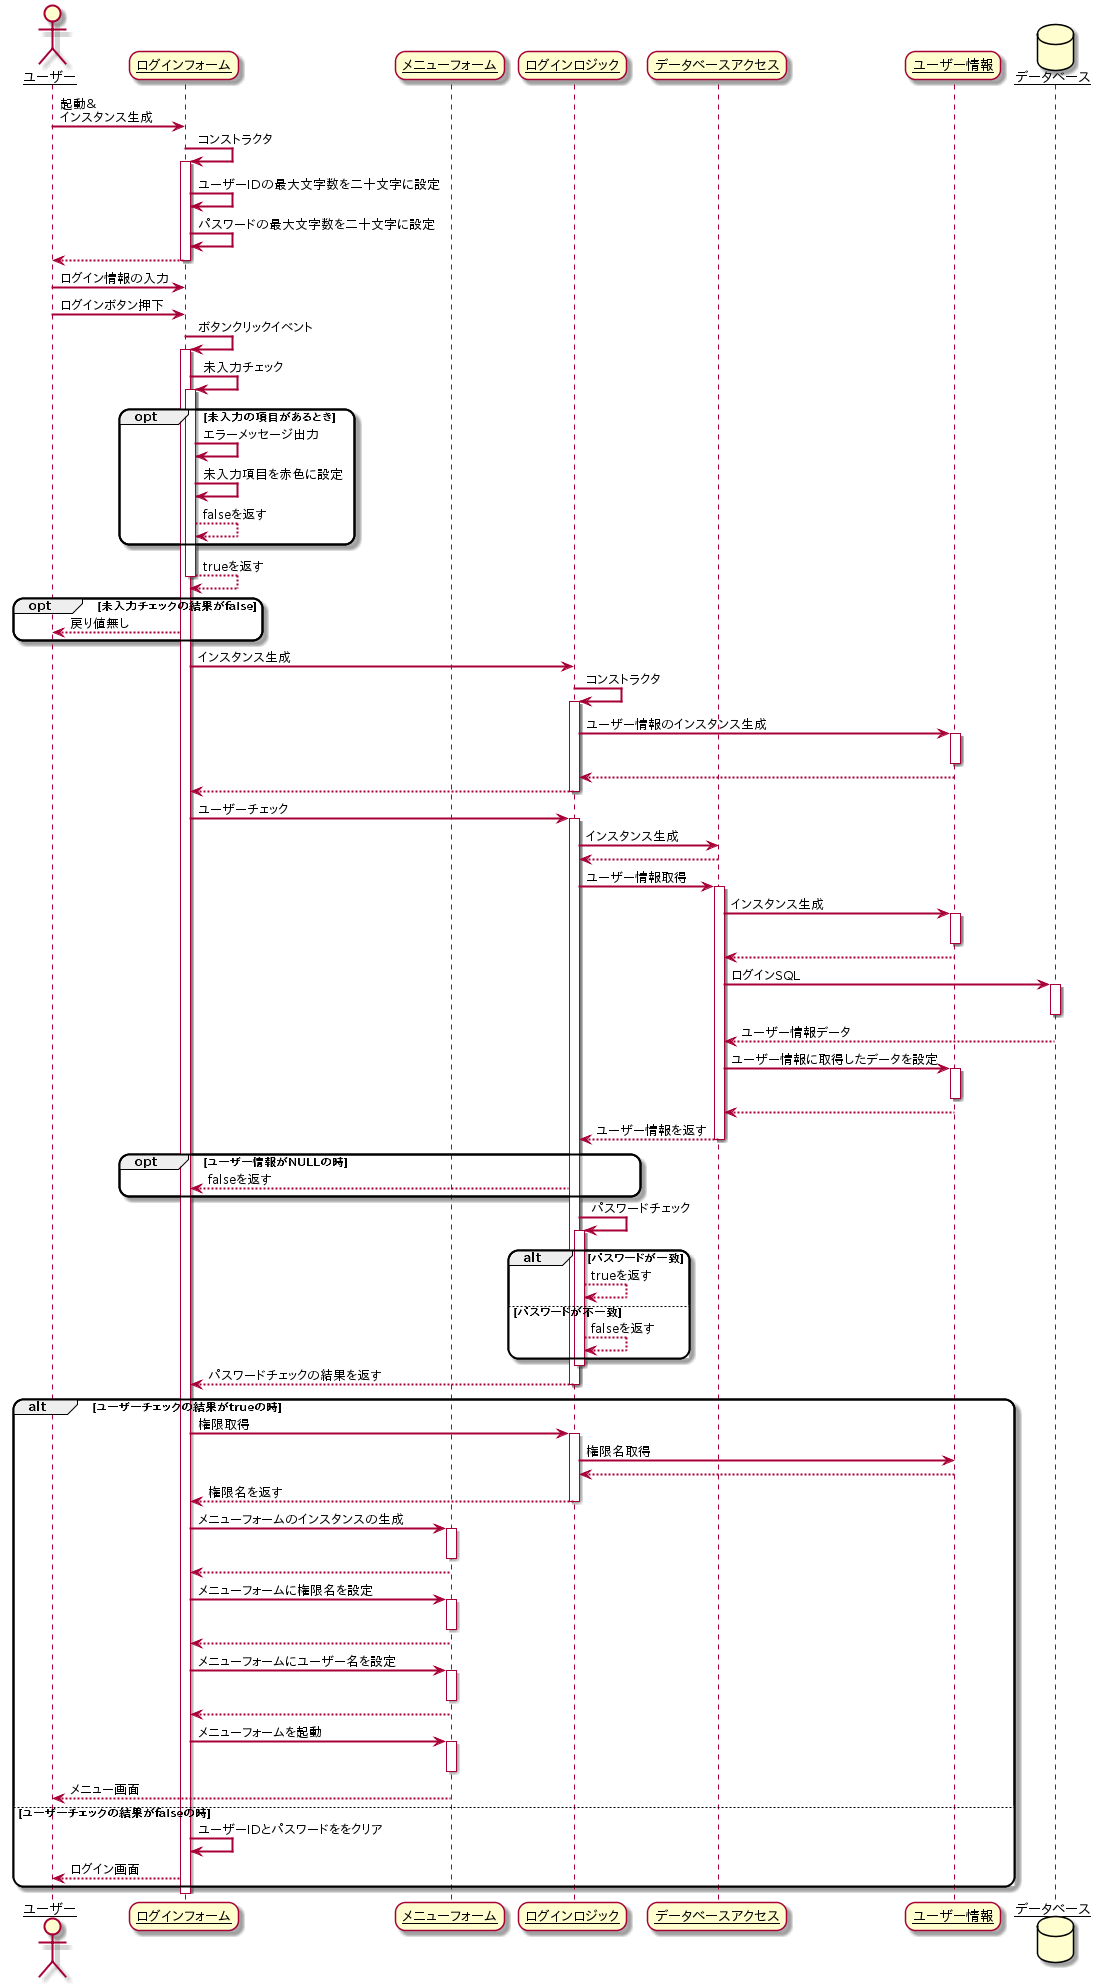 ユーザー
ログインフォーム
メニューフォーム
ログインロジック
データベースアクセス
ユーザー情報
データベース
起動&
インスタンス生成
コンストラクタ
ユーザーIDの最大文字数を二十文字に設定
パスワードの最大文字数を二十文字に設定
ログイン情報の入力
ログインボタン押下
ボタンクリックイベント
未入力チェック
opt
[未入力の項目があるとき]
エラーメッセージ出力
未入力項目を赤色に設定
falseを返す
trueを返す
opt
[未入力チェックの結果がfalse]
戻り値無し
インスタンス生成
コンストラクタ
ユーザー情報のインスタンス生成
ユーザーチェック
インスタンス生成
ユーザー情報取得
インスタンス生成
ログインSQL
ユーザー情報データ
ユーザー情報に取得したデータを設定
ユーザー情報を返す
opt
[ユーザー情報がNULLの時]
falseを返す
パスワードチェック
alt
[パスワードが一致]
trueを返す
[パスワードが不一致]
falseを返す
パスワードチェックの結果を返す
alt
[ユーザーチェックの結果がtrueの時]
権限取得
権限名取得
権限名を返す
メニューフォームのインスタンスの生成
メニューフォームに権限名を設定
メニューフォームにユーザー名を設定
メニューフォームを起動
メニュー画面
[ユーザーチェックの結果がfalseの時]
ユーザーIDとパスワードををクリア
ログイン画面
ユーザー
ログインフォーム
メニューフォーム
ログインロジック
データベースアクセス
ユーザー情報
データベース